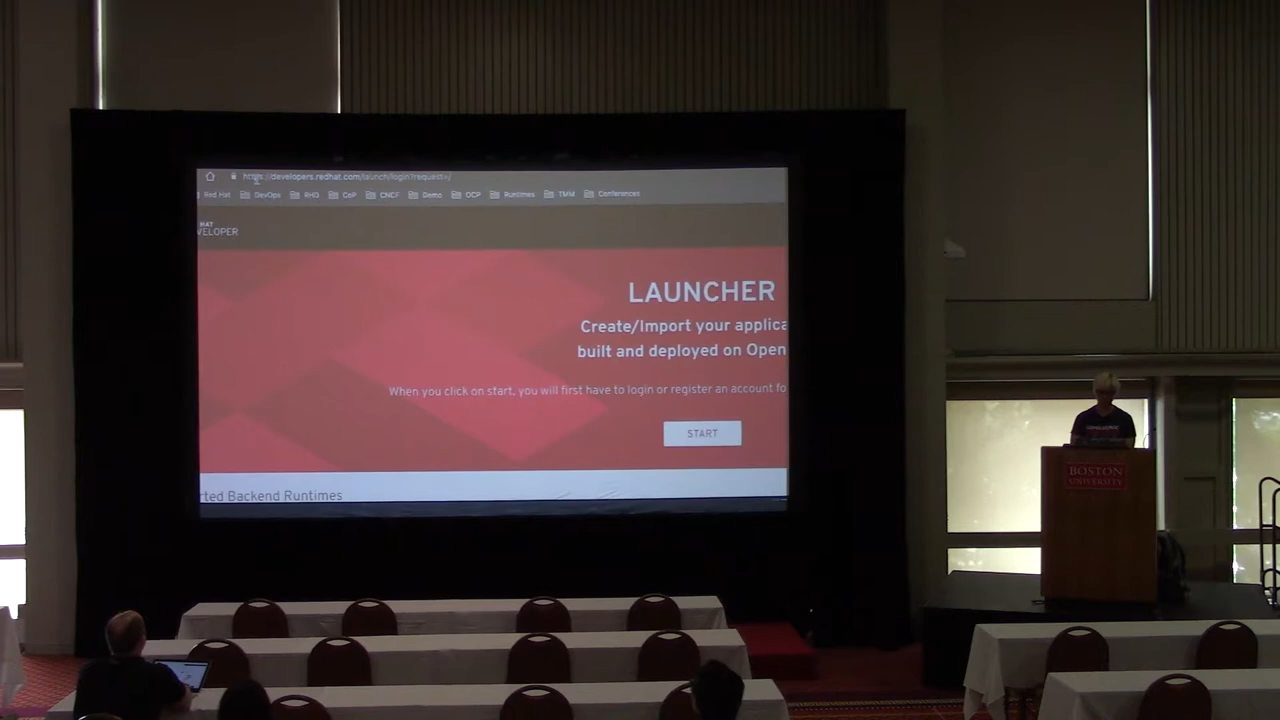 https://developers.redhat.com/launch/login?request=/
Red Hat DevOps RHO CoP CNCF Demo OCP Runtimes TMM Conferences
HAT
VELOPER
LAUNCHER
Create/Import your applica
built and deployed on Open
When you click on start, you will first have to login or register an account fo
START
rted Backend Runtimes
BOSTON
UNIVERSITY